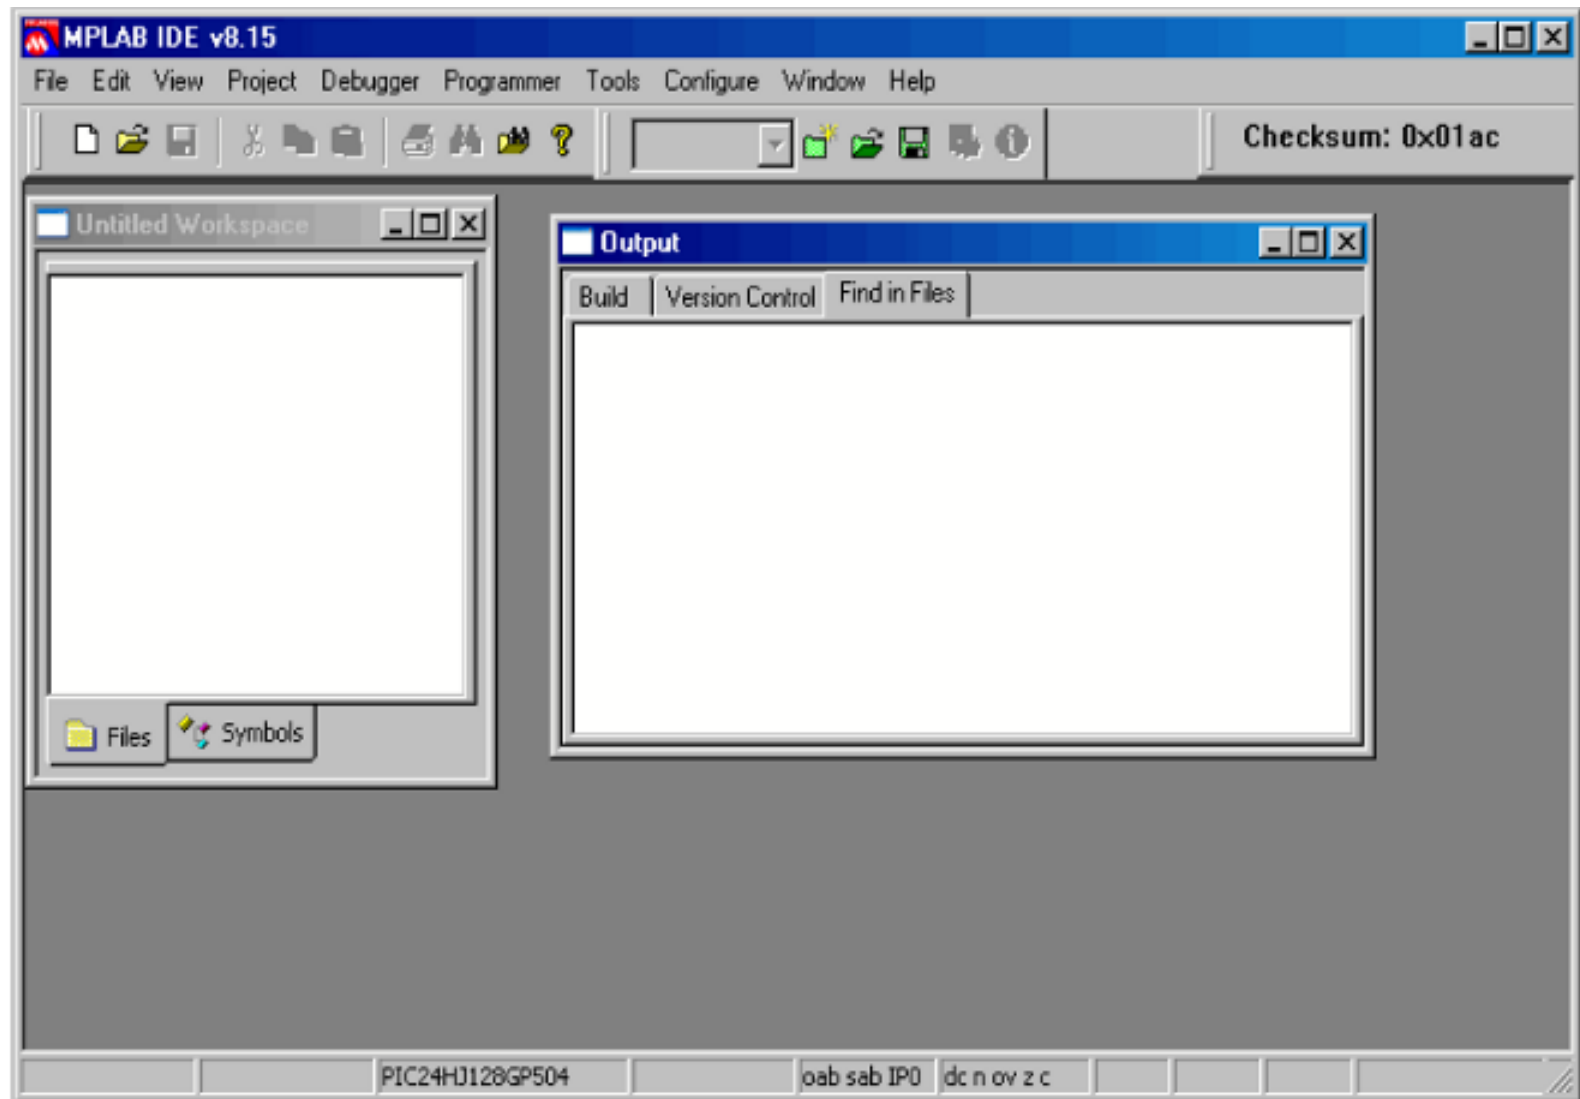 MPLAB IDE v8.15
File Edit View Project Debugger Programmer Tools Configure Window Help
Checksum: 0x01ac
Untitled Workspace
Output
Build Version Control Find in Files
Files Symbols
PIC24HJ128GP504 oab sab IP0 dc n ov z c